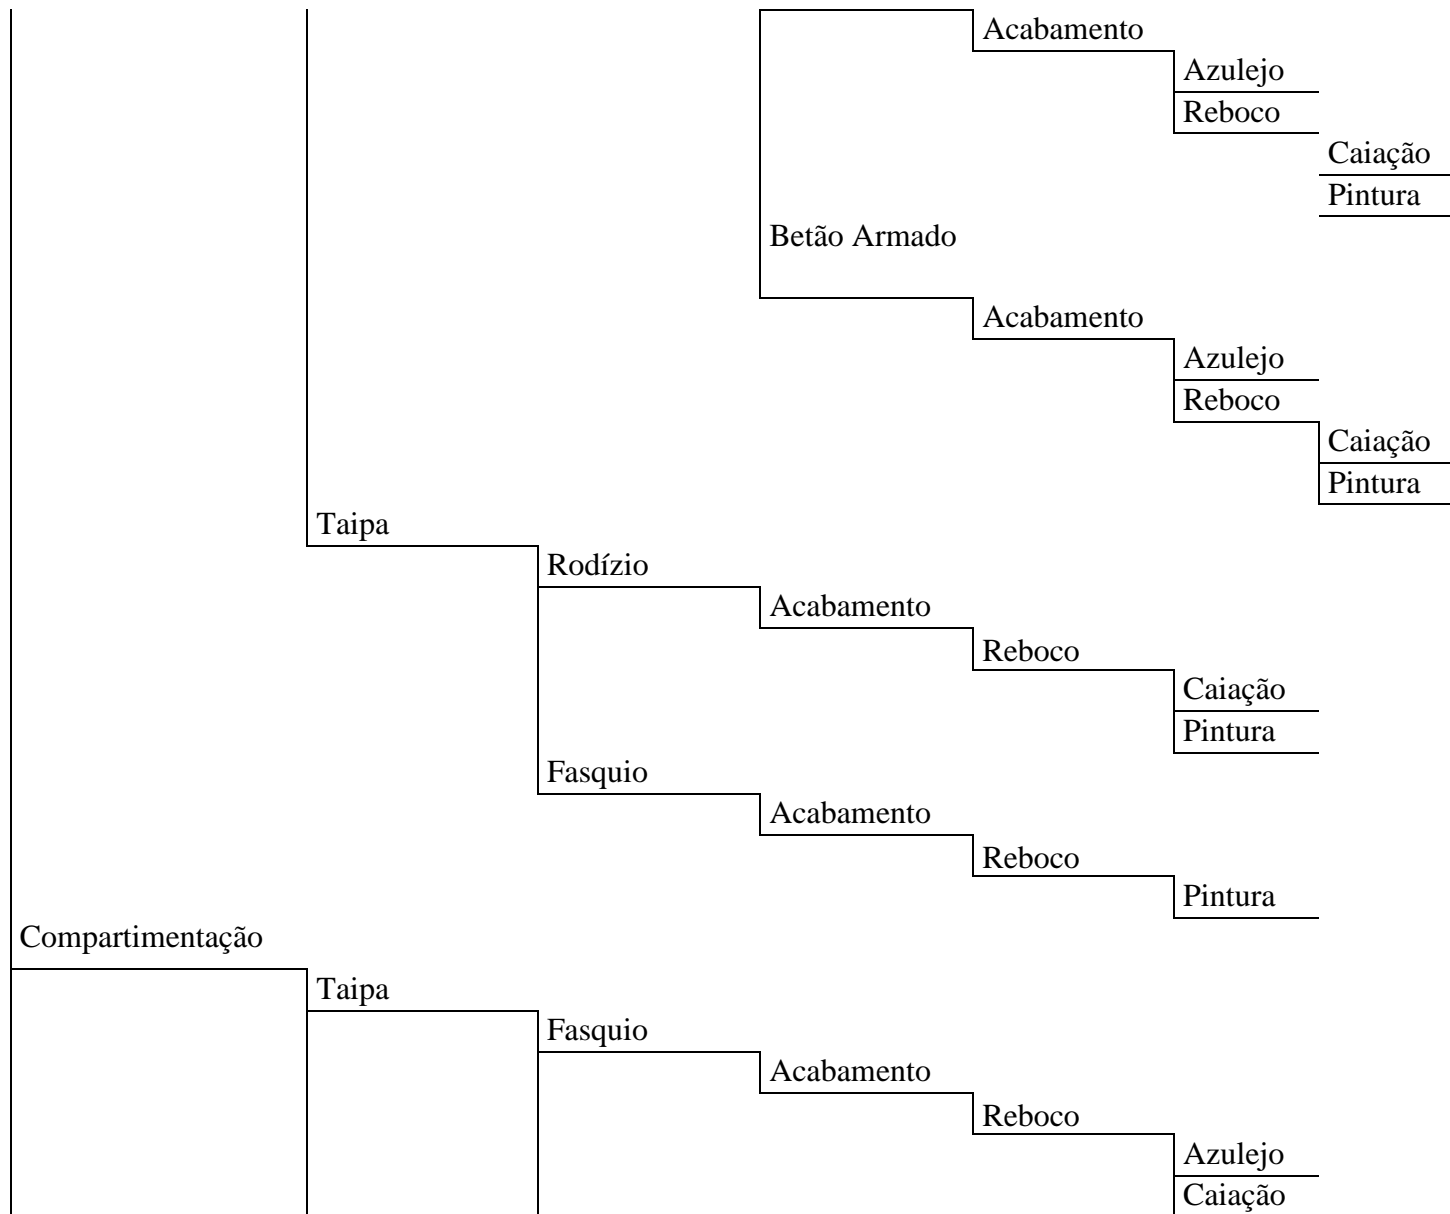 Acabamento
Azulejo
Reboco
Caiação
Pintura
Betão Armado
Acabamento
Azulejo
Reboco
Caiação
Pintura
Taipa
Rodízio
Acabamento
Reboco
Caiação
Pintura
Fasquio
Acabamento
Reboco
Pintura
Compartimentação
Taipa
Fasquio
Acabamento
Reboco
Azulejo
Caiação